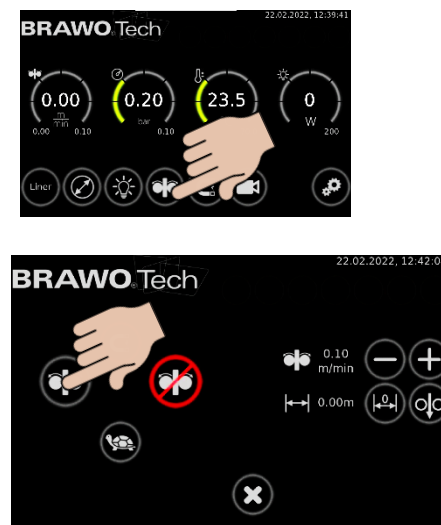 22.02.2022, 12:39:41
BRAWO Tech
0.00 0.20 23.5 0
m/min bar W
0.00 0.10 0.10 200
Liner
22.02.2022, 12:42:0
BRAWO Tech
0.10
m/min
0.00m
0